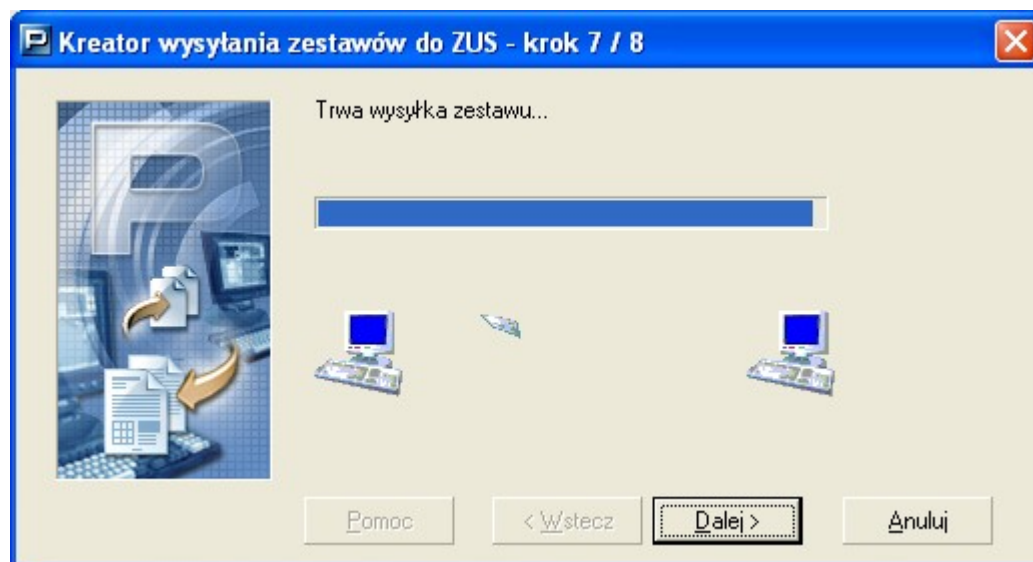 Kreator wysyłania zestawów do ZUS - krok 7 / 8
Trwa wysyłka zestawu...
Pomoc
< Wstecz
Dalej >
Anuluj